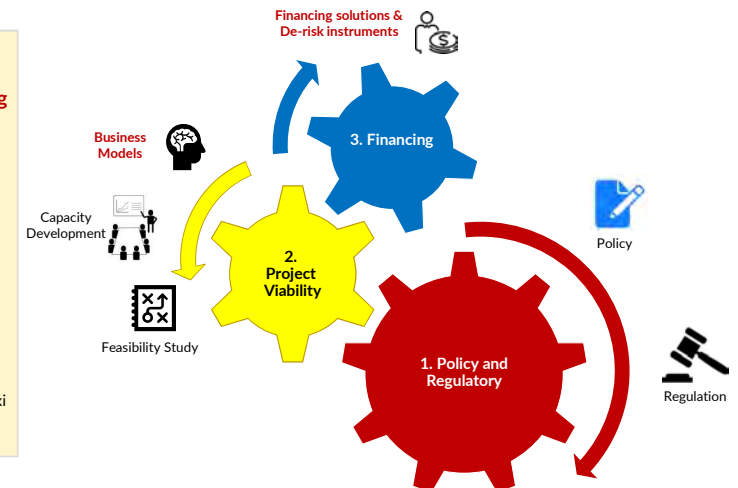 Financing solutions &
De-risk instruments
3. Financing
Business
Models
Capacity
Development
2.
Project
Viability
Feasibility Study
Policy
1. Policy and
Regulatory
Regulation
g
xi